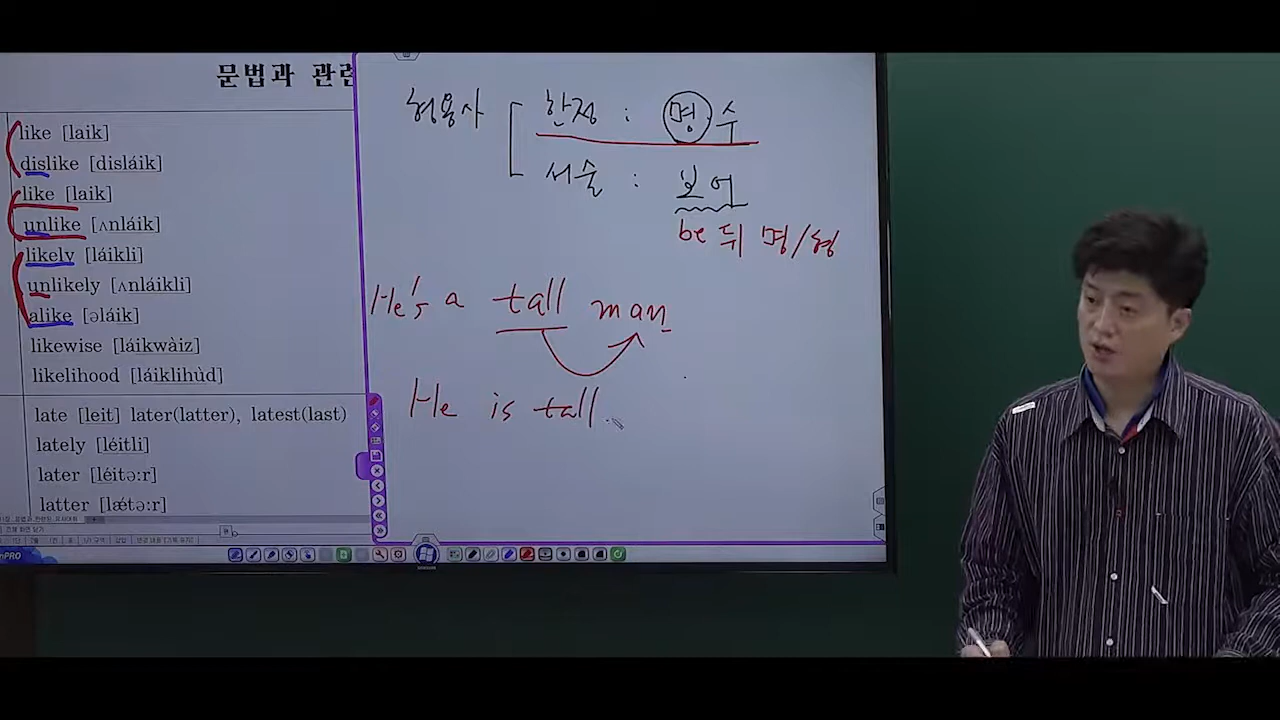 문법과 관련
like [laik]
dislike [disláik]
like [laik]
unlike [ʌnláik]
likely [láikli]
unlikely [ʌnláikli]
alike [əláik]
likewise [láikwàiz]
likelihood [láiklihùd]
late [leit] later(latter), latest(last)
lately [léitli]
later [léitə:r]
latter [lǽtə:r]
형용사
한정 : 명수
서술 : 보어
be 뒤 명/형
He's a tall man
He is tall.